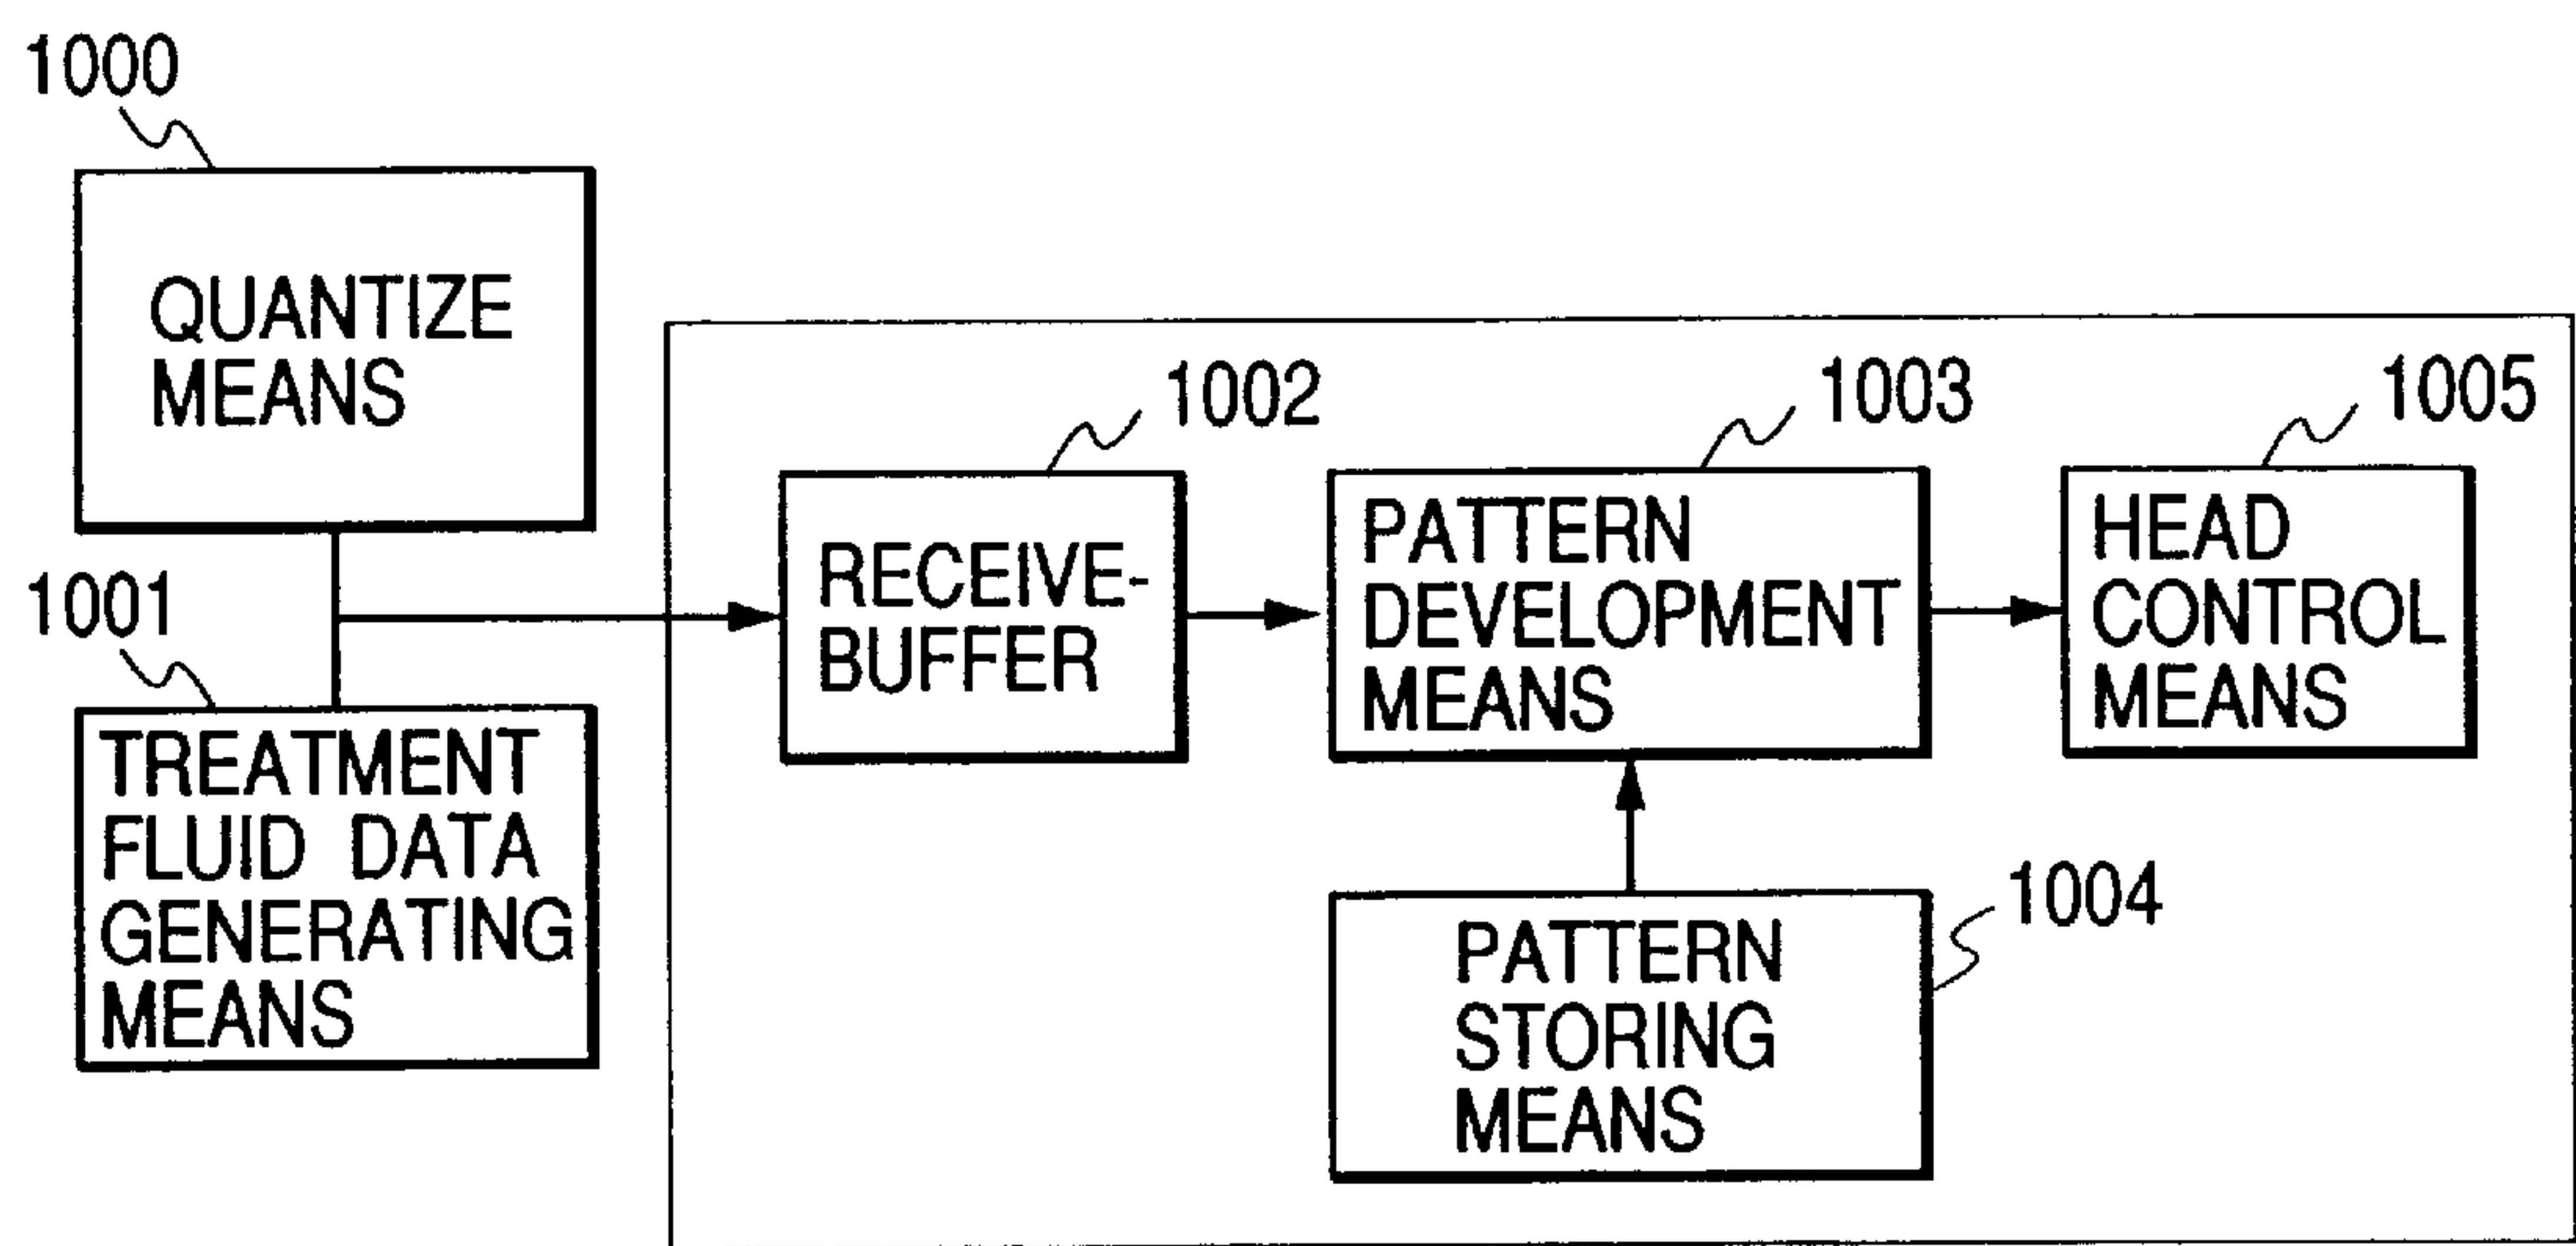 1000
QUANTIZE
MEANS
1001
TREATMENT
FLUID DATA
GENERATING
MEANS
1002
RECEIVE-
BUFFER
1003
PATTERN
DEVELOPMENT
MEANS
1005
HEAD
CONTROL
MEANS
1004
PATTERN
STORING
MEANS